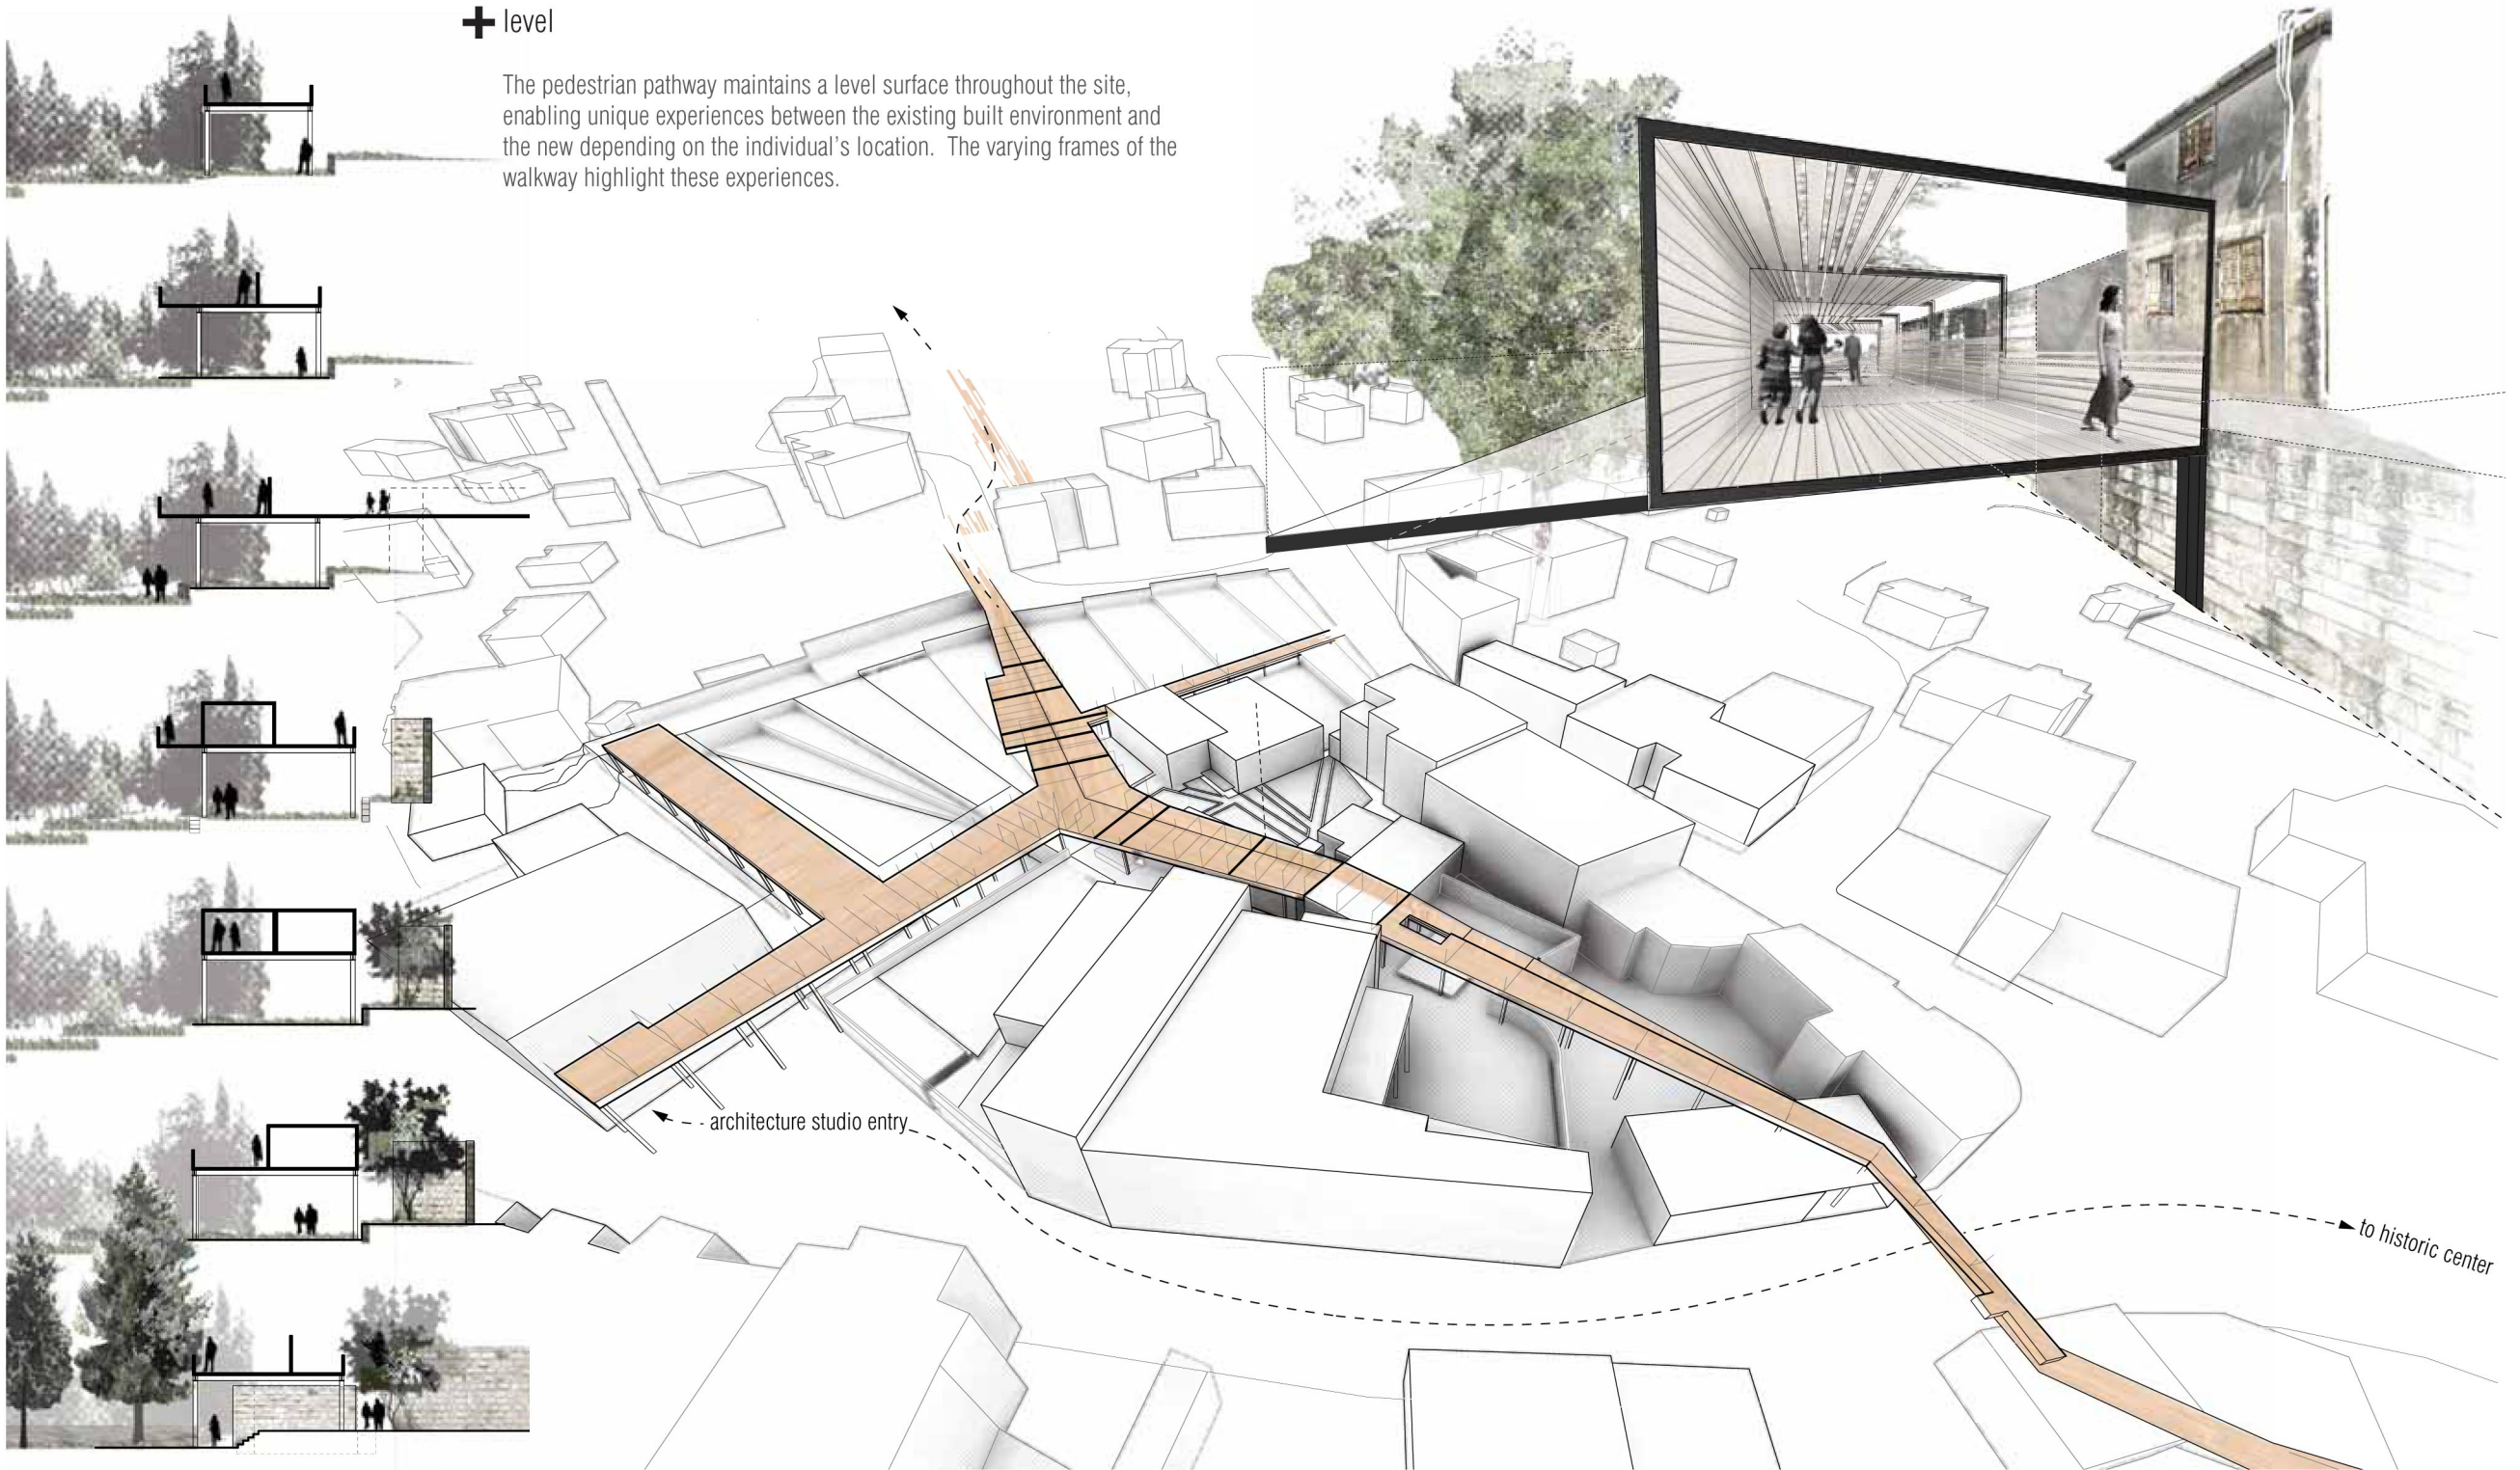 + level
The pedestrian pathway maintains a level surface throughout the site,
enabling unique experiences between the existing built environment and
the new depending on the individual's location. The varying frames of the
walkway highlight these experiences.
architecture studio entry
to historic center